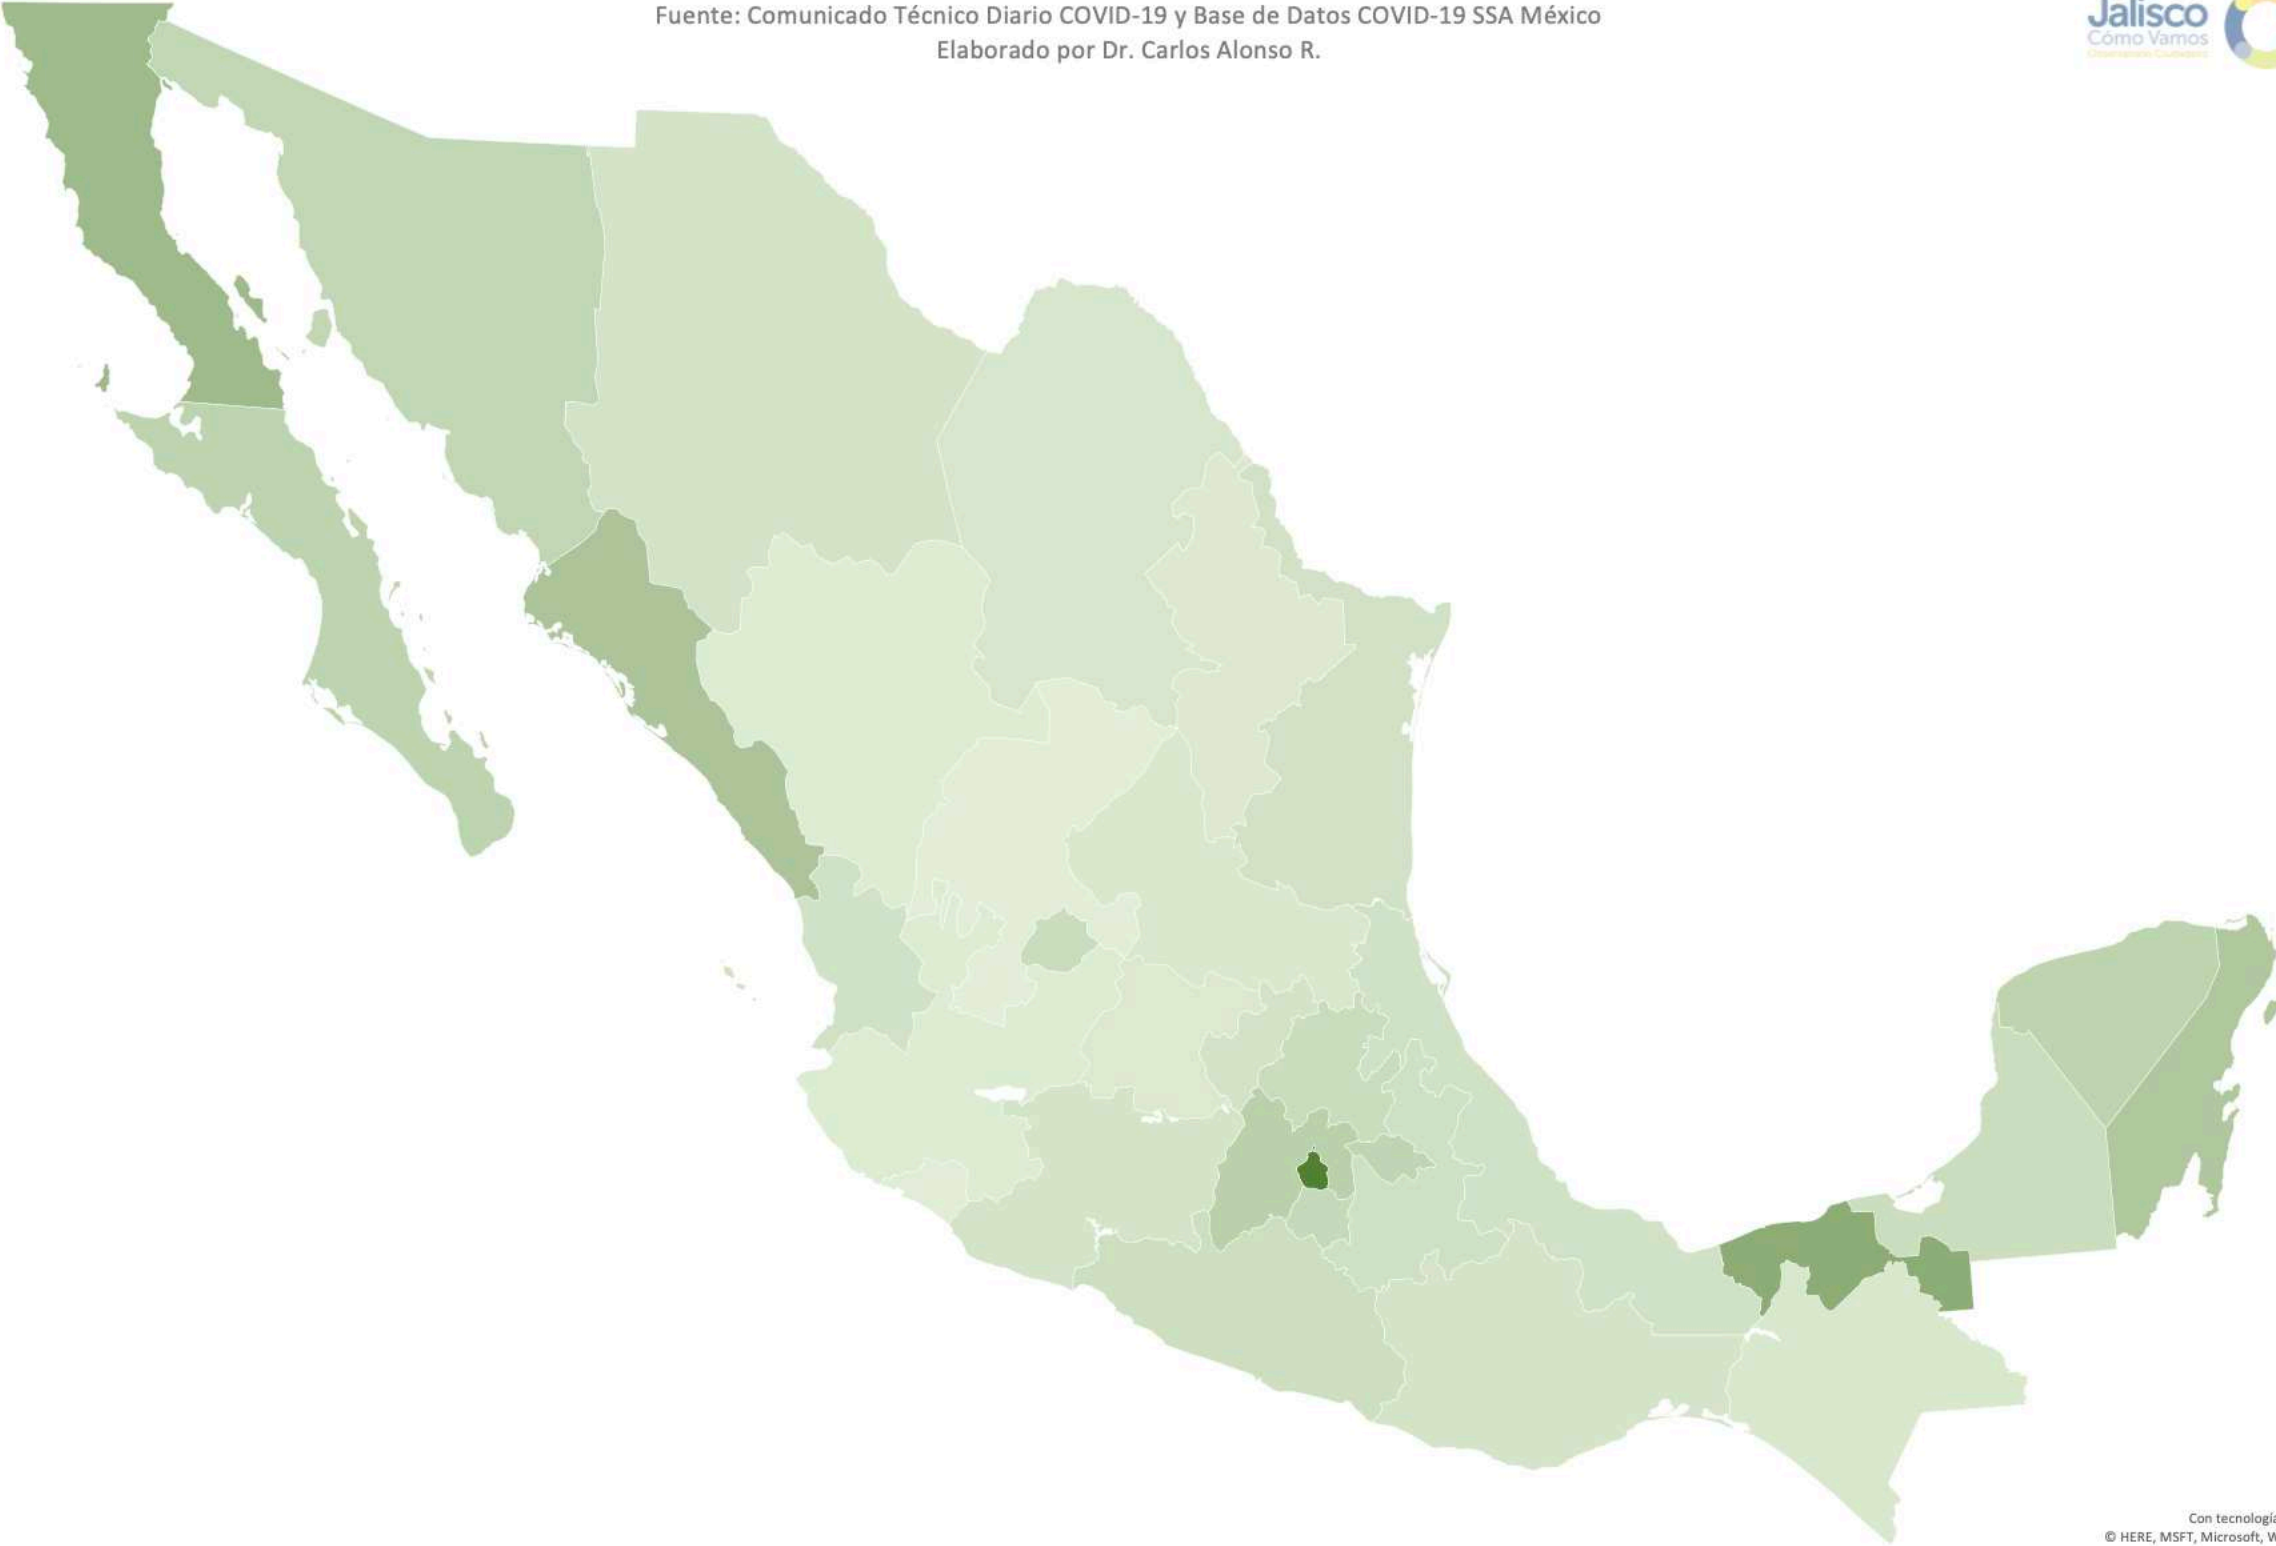 Fuente: Comunicado Técnico Diario COVID-19 y Base de Datos COVID-19 SSA México
Elaborado por Dr. Carlos Alonso R.
Jalisco
Cómo Vamos
Con tecnología
© HERE, MSFT, Microsoft, W